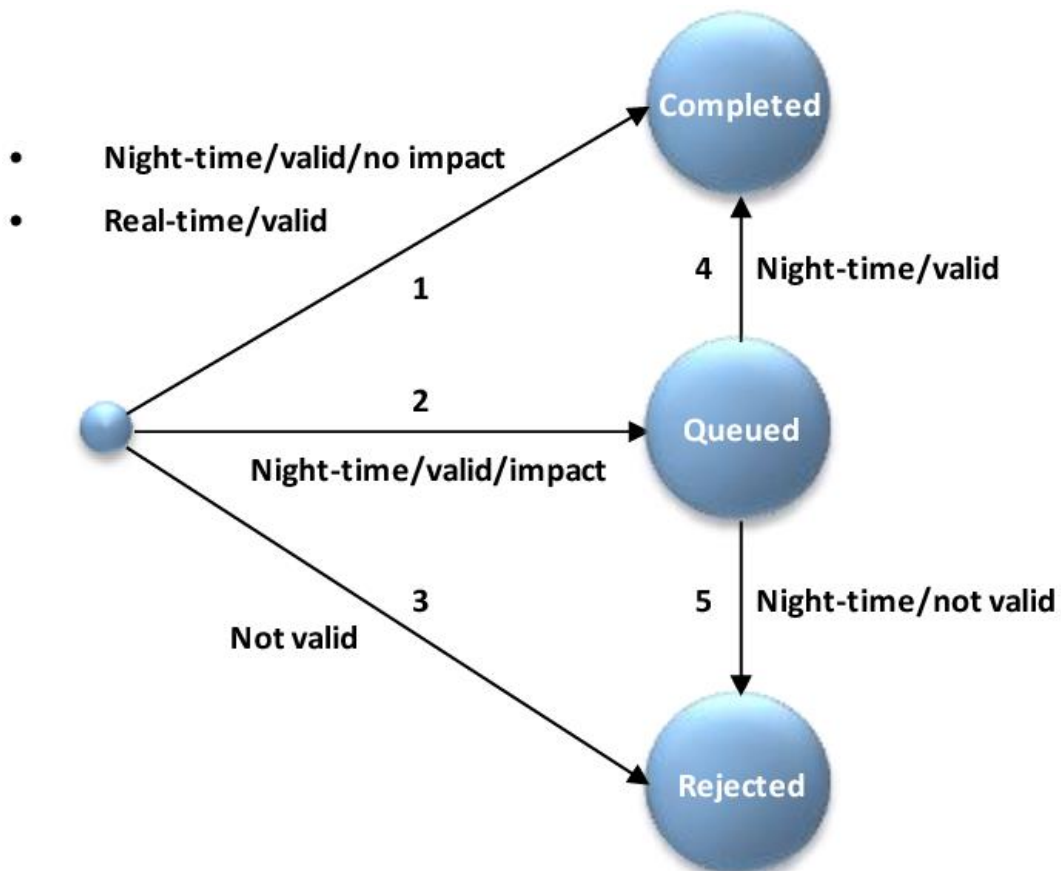 Completed
• Night-time/valid/no impact
• Real-time/valid
4 Night-time/valid
1
2
Queued
Night-time/valid/impact
3
5 Night-time/not valid
Not valid
Rejected